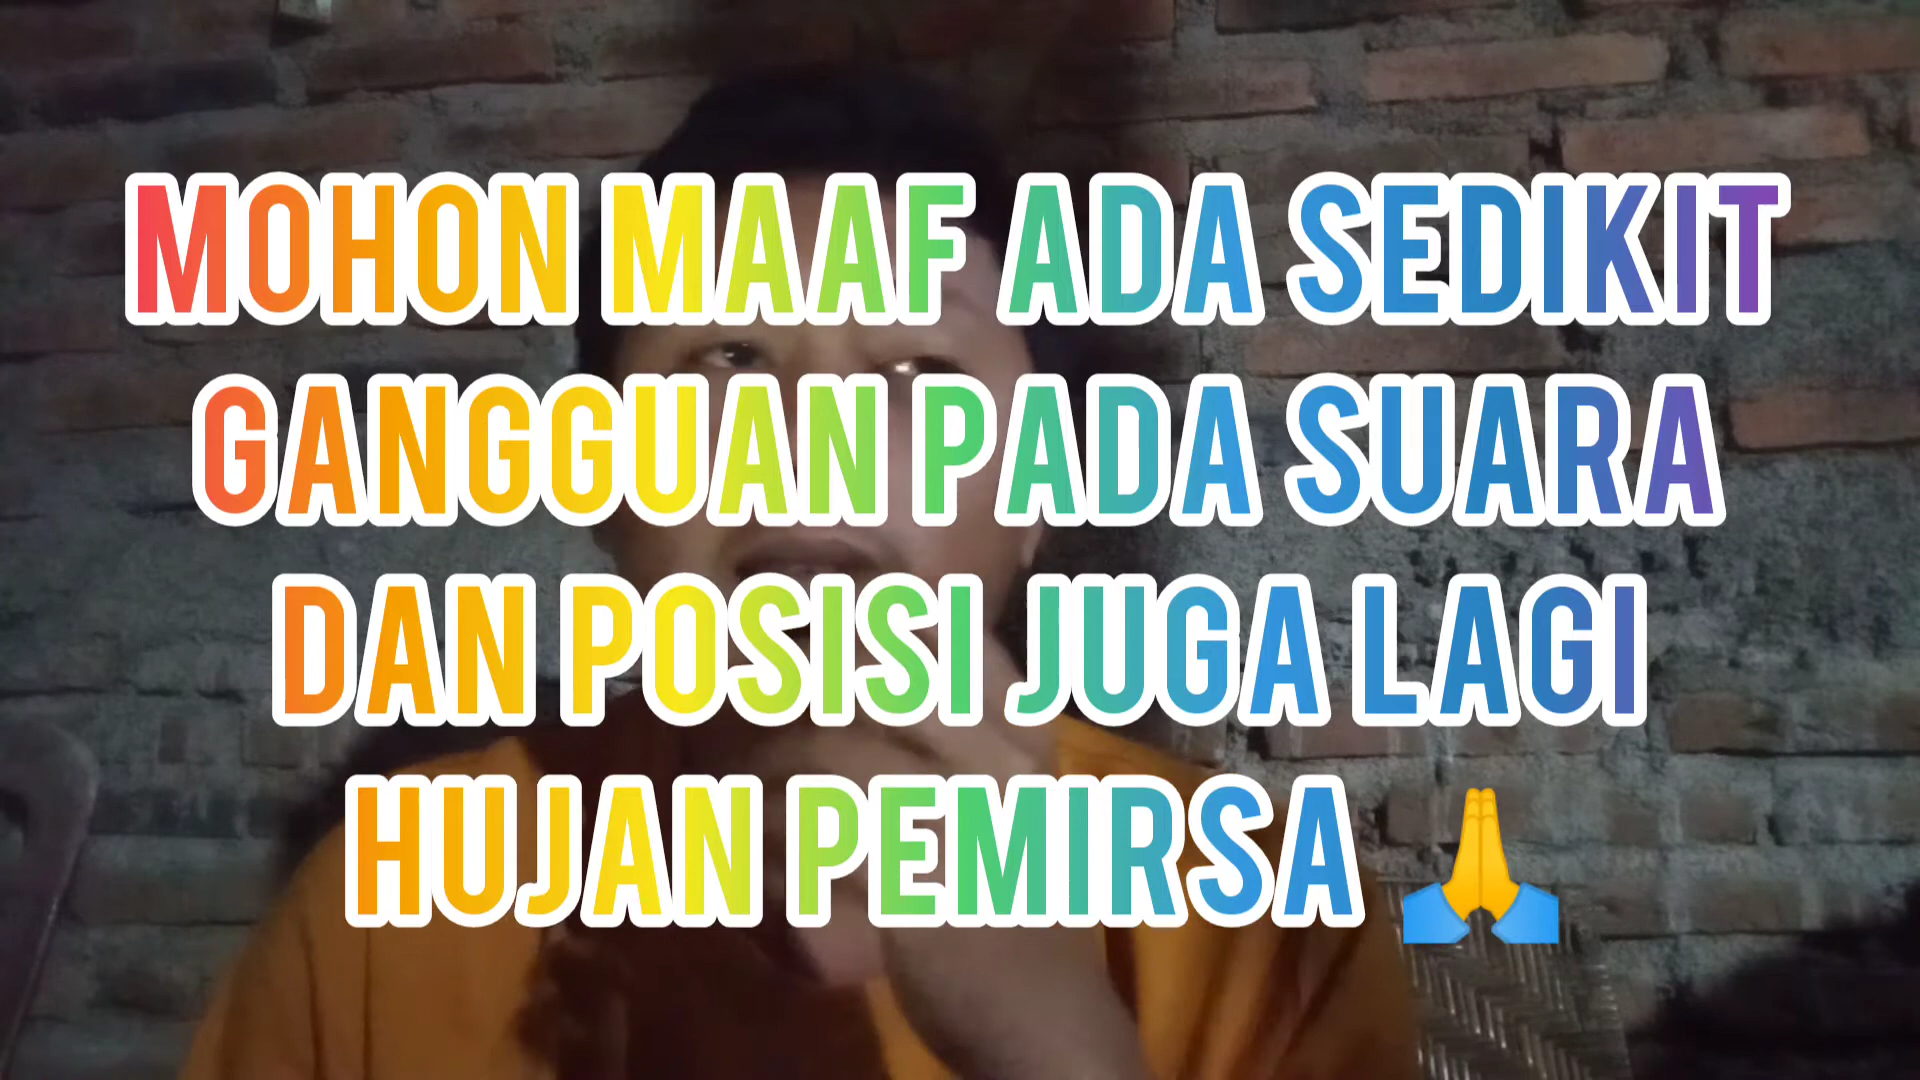 MOHON MAAF ADA SEDIKIT
GANGGUAN PADA SUARA
DAN POSISI JUGA LAGI
HUJAN PEMIRSA 🙏